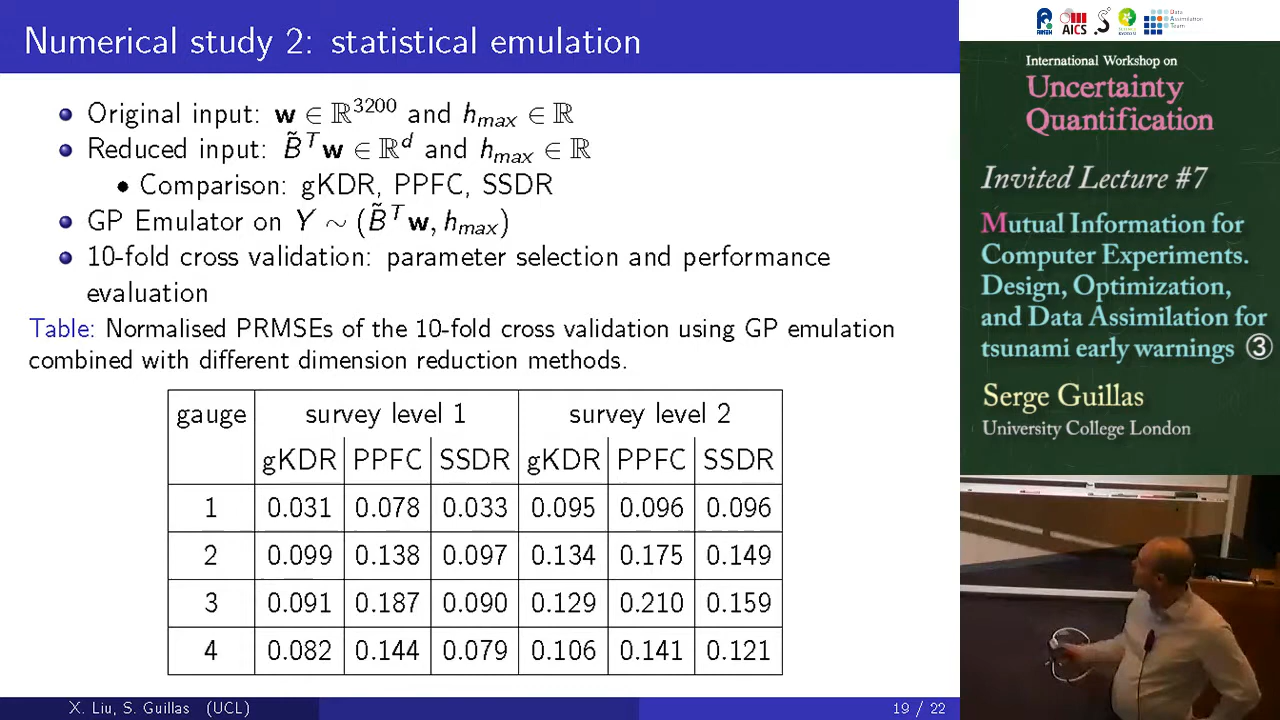 Numerical study 2: statistical emulation
Original input: w ∈ ℝ³²⁰⁰ and hₘₐₓ ∈ ℝ
Reduced input: B̃ᵀw ∈ ℝᵈ and hₘₐₓ ∈ ℝ
Comparison: gKDR, PPFC, SSDR
GP Emulator on Y ∼ (B̃ᵀw, hₘₐₓ)
10-fold cross validation: parameter selection and performance
evaluation
Table: Normalised PRMSEs of the 10-fold cross validation using GP emulation
combined with different dimension reduction methods.
gauge survey level 1 survey level 2
gKDR PPFC SSDR gKDR PPFC SSDR
1 0.031 0.078 0.033 0.095 0.096 0.096
2 0.099 0.138 0.097 0.134 0.175 0.149
3 0.091 0.187 0.090 0.129 0.210 0.159
4 0.082 0.144 0.079 0.106 0.141 0.121
X. Liu, S. Guillas (UCL) 19 / 22
AICS
Data
Assimilation
Team
International Workshop on
Uncertainty
Quantification
Invited Lecture #7
Mutual Information for
Computer Experiments.
Design, Optimization,
and Data Assimilation for
tsunami early warnings ③
Serge Guillas
University College London